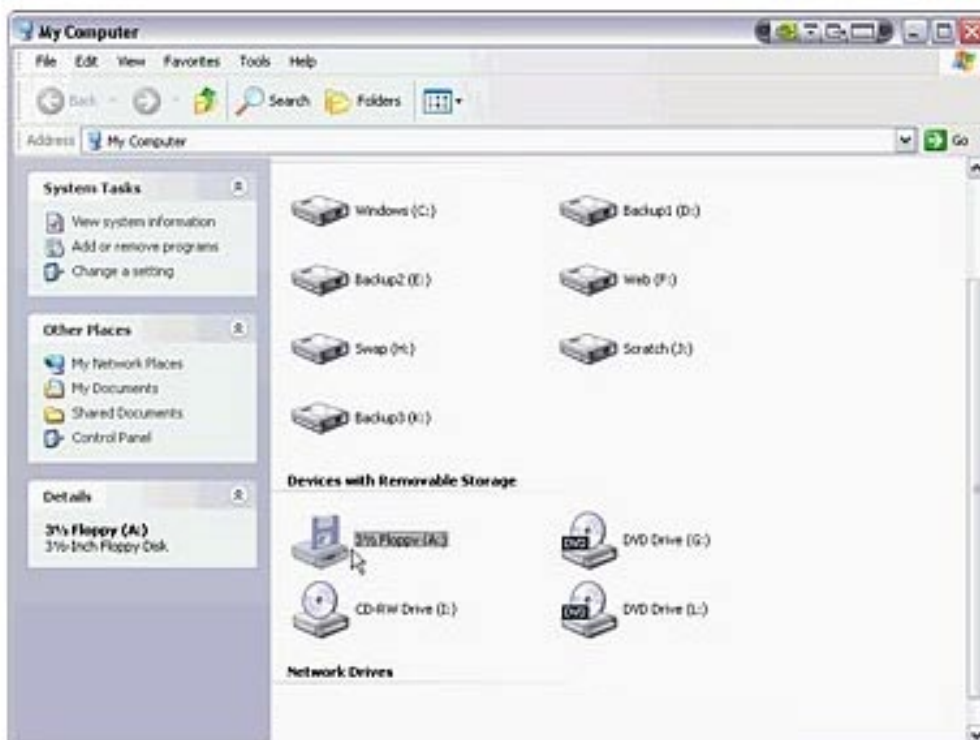 My Computer
File Edit View Favorites Tools Help
Back Search Folders
Address My Computer Go
System Tasks
View system information
Add or remove programs
Change a setting
Other Places
My Network Places
My Documents
Shared Documents
Control Panel
Details
3½ Floppy (A:)
3½-Inch Floppy Disk
Windows (C:) Backup1 (D:)
Backup2 (E:) Web (F:)
Swap (H:) Scratch (J:)
Backup3 (K:)
Devices with Removable Storage
3½ Floppy (A:) DVD Drive (G:)
DVD
CD-RW Drive (I:) DVD Drive (L:)
DVD
Network Drives